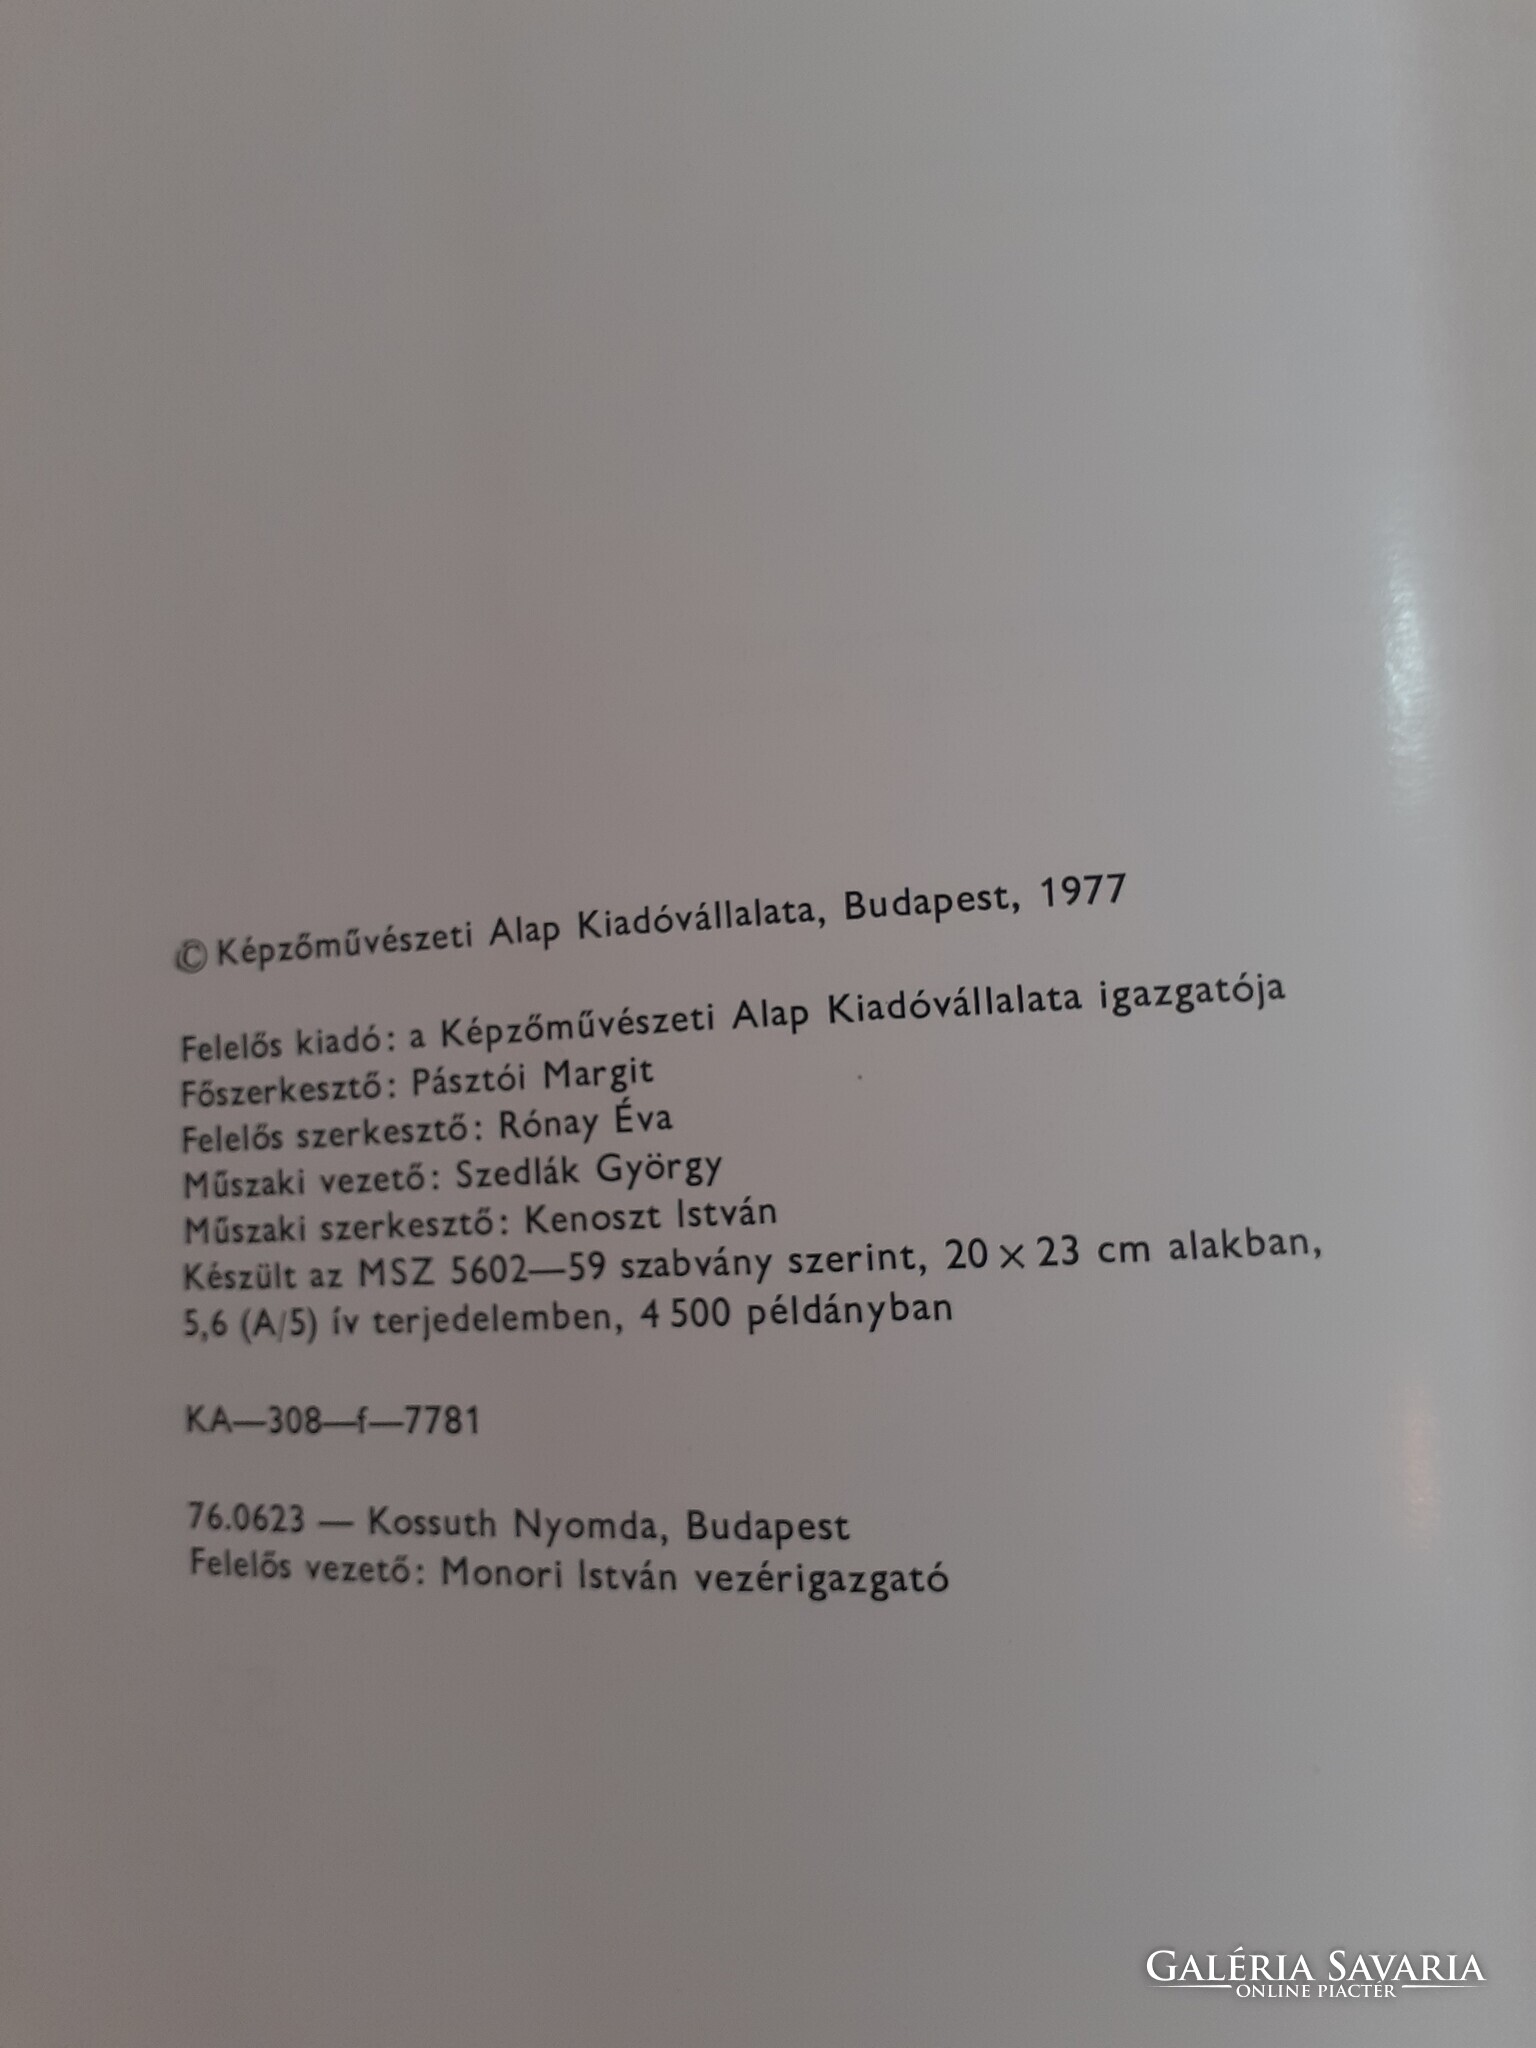 © Képzőművészeti Alap Kiadóvállalata, Budapest, 1977
Felelős kiadó: a Képzőművészeti Alap Kiadóvállalata igazgatója
Főszerkesztő: Pásztói Margit
Felelős szerkesztő: Rónay Éva
Műszaki vezető: Szedlák György
Műszaki szerkesztő: Kenoszt István
Készült az MSZ 5602—59 szabvány szerint, 20 × 23 cm alakban,
5,6 (A/5) ív terjedelemben, 4 500 példányban
KA—308—f—7781
76.0623 — Kossuth Nyomda, Budapest
Felelős vezető: Monori István vezérigazgató
GALÉRIA SAVARIA
ONLINE PIACTÉR